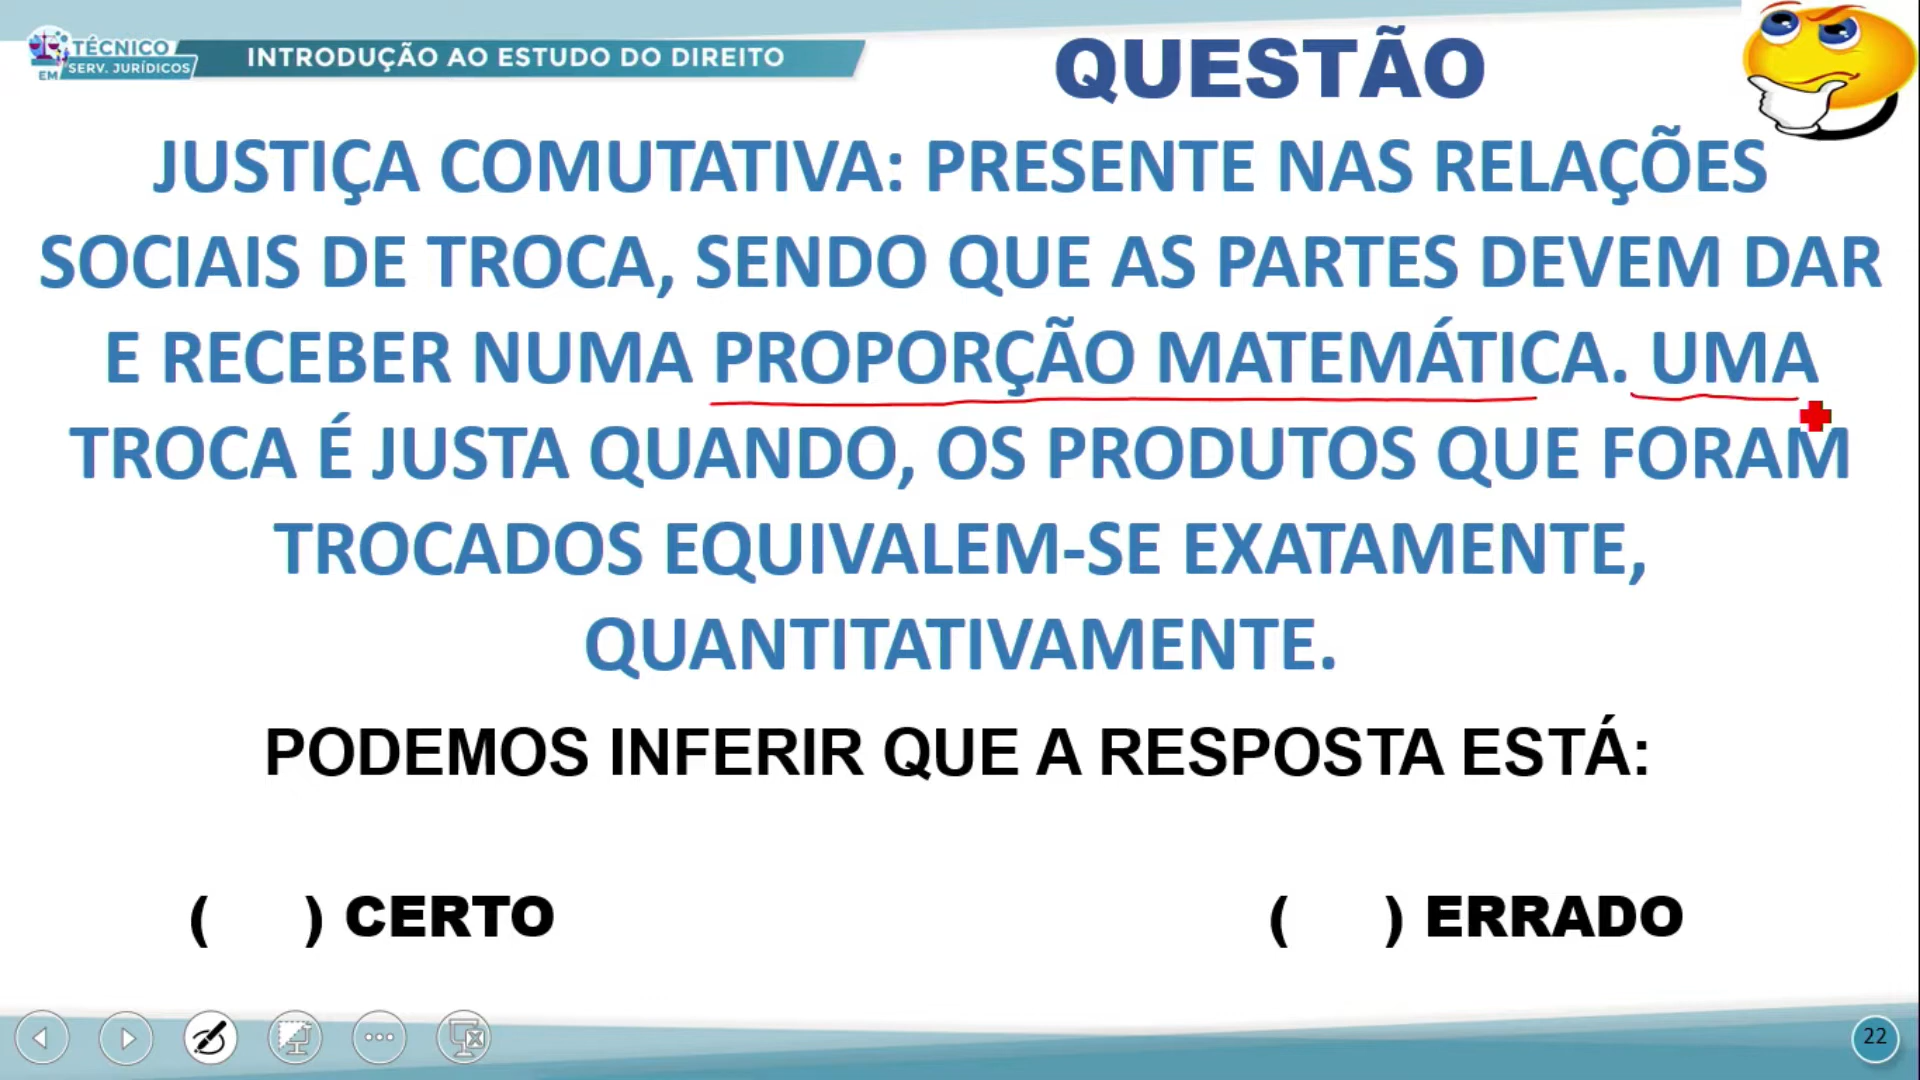 TÉCNICO
EM SERV. JURÍDICOS
INTRODUÇÃO AO ESTUDO DO DIREITO
QUESTÃO
JUSTIÇA COMUTATIVA: PRESENTE NAS RELAÇÕES
SOCIAIS DE TROCA, SENDO QUE AS PARTES DEVEM DAR
E RECEBER NUMA PROPORÇÃO MATEMÁTICA. UMA
TROCA É JUSTA QUANDO, OS PRODUTOS QUE FORAM
TROCADOS EQUIVALEM-SE EXATAMENTE,
QUANTITATIVAMENTE.
PODEMOS INFERIR QUE A RESPOSTA ESTÁ:
( ) CERTO ( ) ERRADO
22